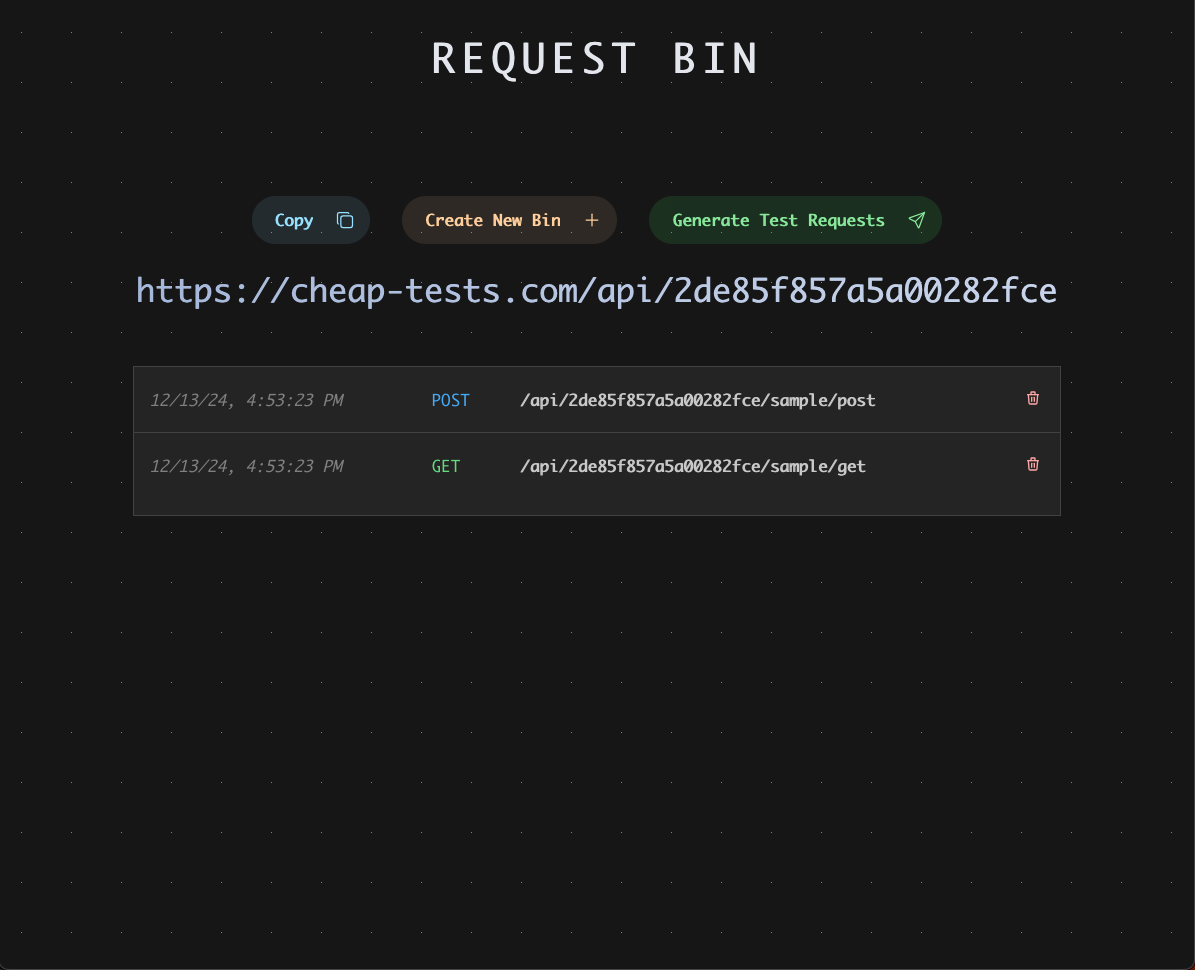 REQUEST BIN
Copy Create New Bin Generate Test Requests
https://cheap-tests.com/api/2de85f857a5a00282fce
12/13/24, 4:53:23 PM POST /api/2de85f857a5a00282fce/sample/post
12/13/24, 4:53:23 PM GET /api/2de85f857a5a00282fce/sample/get